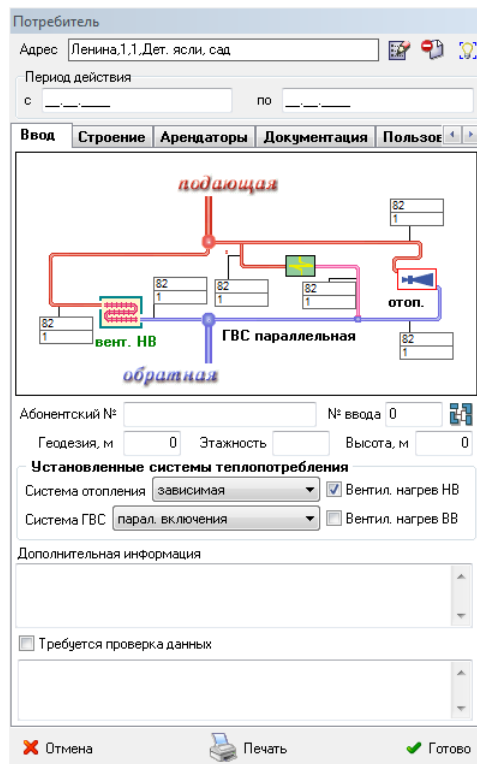 Потребитель
Адрес Ленина,1,1,Дет. ясли, сад
Период действия
с __.__.____ по __.__.____
Ввод Строение Арендаторы Документация Пользов
подающая
82
1
82
1
82
1
82
1
82
1
отоп.
82
1
вент. НВ
ГВС параллельная
обратная
Абонентский № № ввода 0
Геодезия, м 0 Этажность Высота, м 0
Установленные системы теплопотребления
Система отопления зависимая Вентил. нагрев НВ
Система ГВС парал. включения Вентил. нагрев ВВ
Дополнительная информация
Требуется проверка данных
Отмена Печать Готово